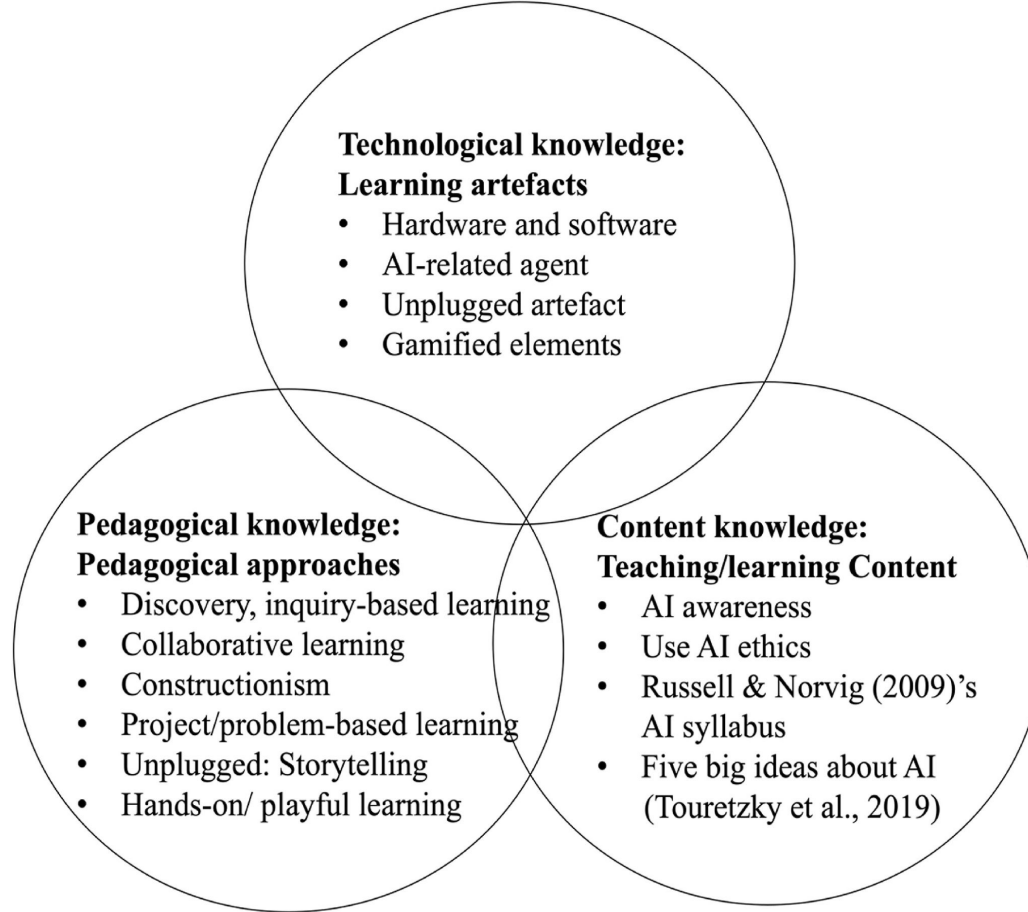 Technological knowledge:
Learning artefacts
• Hardware and software
• AI-related agent
• Unplugged artefact
• Gamified elements
Pedagogical knowledge:
Pedagogical approaches
• Discovery, inquiry-based learning
• Collaborative learning
• Constructionism
• Project/problem-based learning
• Unplugged: Storytelling
• Hands-on/ playful learning
Content knowledge:
Teaching/learning Content
• AI awareness
• Use AI ethics
• Russell & Norvig (2009)’s
AI syllabus
• Five big ideas about AI
(Touretzky et al., 2019)